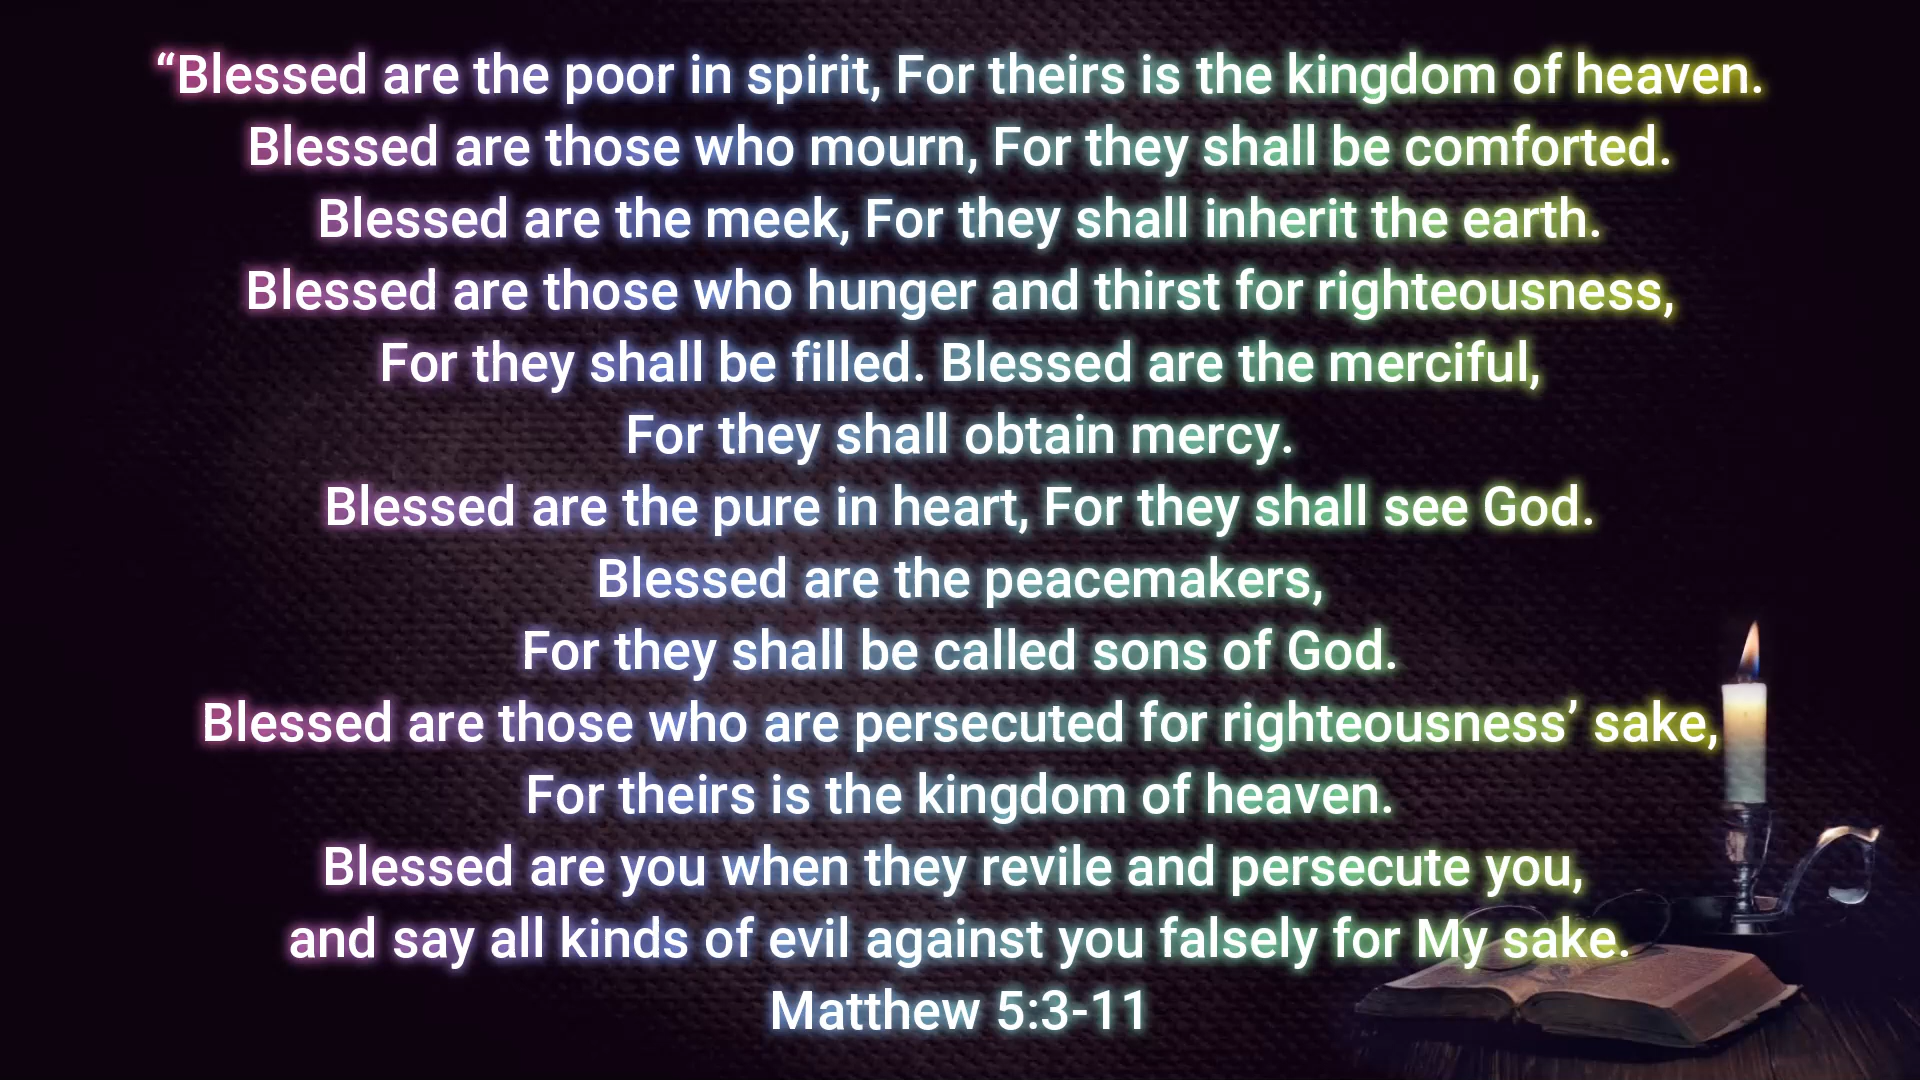 “Blessed are the poor in spirit, For theirs is the kingdom of heaven.
Blessed are those who mourn, For they shall be comforted.
Blessed are the meek, For they shall inherit the earth.
Blessed are those who hunger and thirst for righteousness,
For they shall be filled. Blessed are the merciful,
For they shall obtain mercy.
Blessed are the pure in heart, For they shall see God.
Blessed are the peacemakers,
For they shall be called sons of God.
Blessed are those who are persecuted for righteousness’ sake,
For theirs is the kingdom of heaven.
Blessed are you when they revile and persecute you,
and say all kinds of evil against you falsely for My sake.
Matthew 5:3-11